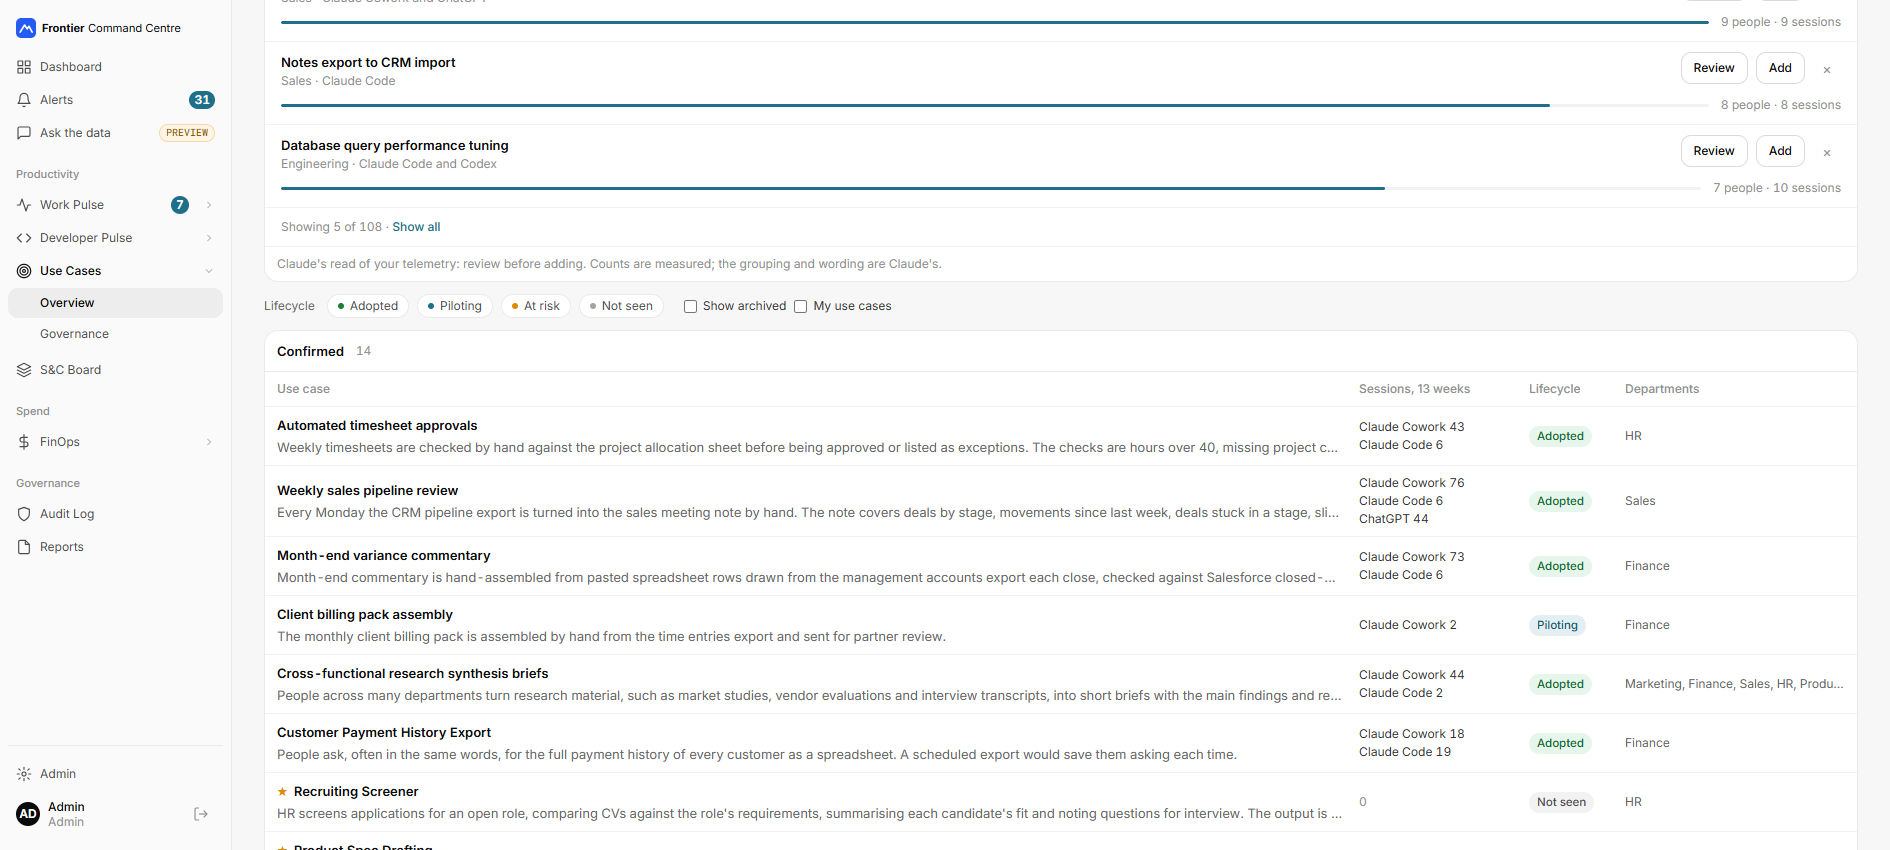 Frontier Command Centre
Dashboard
Alerts 31
Ask the data PREVIEW
Productivity
Work Pulse 7
Developer Pulse
Use Cases
Overview
Governance
S&C Board
Spend
FinOps
Governance
Audit Log
Reports
Admin
AD Admin
Admin
9 people · 9 sessions
Notes export to CRM import
Sales · Claude Code
Review Add ×
8 people · 8 sessions
Database query performance tuning
Engineering · Claude Code and Codex
Review Add ×
7 people · 10 sessions
Showing 5 of 108 · Show all
Claude's read of your telemetry: review before adding. Counts are measured; the grouping and wording are Claude's.
Lifecycle Adopted Piloting At risk Not seen Show archived My use cases
Confirmed 14
Use case Sessions, 13 weeks Lifecycle Departments
Automated timesheet approvals
Weekly timesheets are checked by hand against the project allocation sheet before being approved or listed as exceptions. The checks are hours over 40, missing project c...
Claude Cowork 43
Claude Code 6
Adopted
HR
Weekly sales pipeline review
Every Monday the CRM pipeline export is turned into the sales meeting note by hand. The note covers deals by stage, movements since last week, deals stuck in a stage, sli...
Claude Cowork 76
Claude Code 6
ChatGPT 44
Adopted
Sales
Month-end variance commentary
Month-end commentary is hand-assembled from pasted spreadsheet rows drawn from the management accounts export each close, checked against Salesforce closed-...
Claude Cowork 73
Claude Code 6
Adopted
Finance
Client billing pack assembly
The monthly client billing pack is assembled by hand from the time entries export and sent for partner review.
Claude Cowork 2
Piloting
Finance
Cross-functional research synthesis briefs
People across many departments turn research material, such as market studies, vendor evaluations and interview transcripts, into short briefs with the main findings and re...
Claude Cowork 44
Claude Code 2
Adopted
Marketing, Finance, Sales, HR, Produ...
Customer Payment History Export
People ask, often in the same words, for the full payment history of every customer as a spreadsheet. A scheduled export would save them asking each time.
Claude Cowork 18
Claude Code 19
Adopted
Finance
★ Recruiting Screener
HR screens applications for an open role, comparing CVs against the role's requirements, summarising each candidate's fit and noting questions for interview. The output is ...
0
Not seen
HR
★ Product Spec Drafting